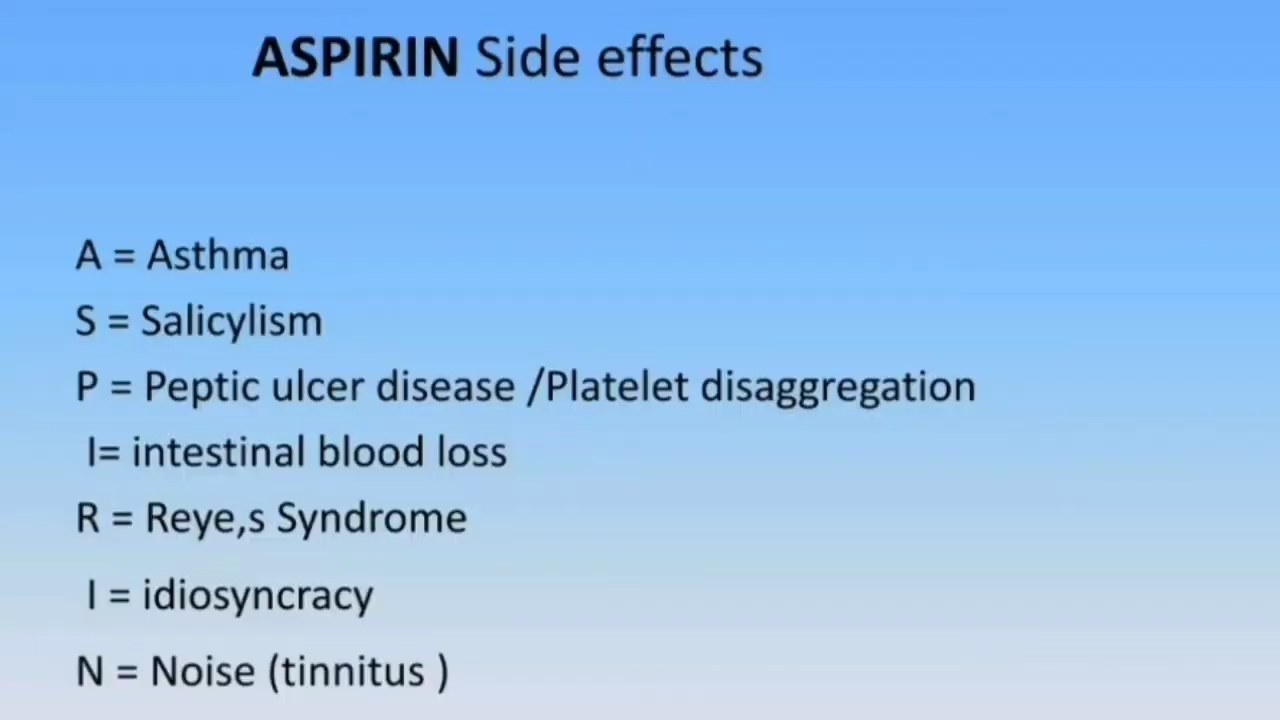 ASPIRIN Side effects
A = Asthma
S = Salicylism
P = Peptic ulcer disease /Platelet disaggregation
I= intestinal blood loss
R = Reye,s Syndrome
I = idiosyncracy
N = Noise (tinnitus )